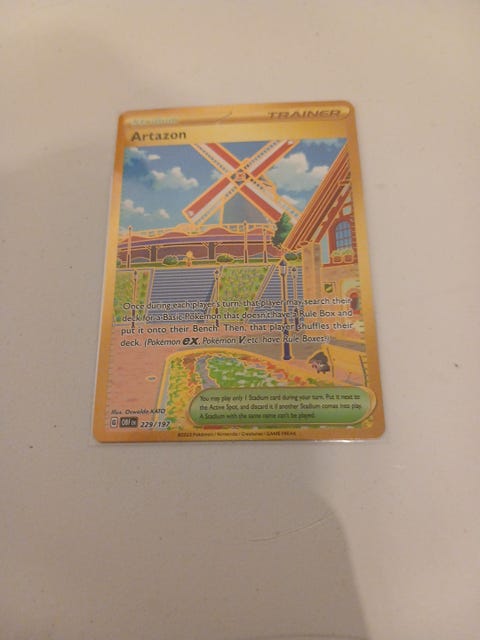 Stadium
TRAINER
Artazon
Once during each player's turn, that player may search their
deck for a Basic Pokémon that doesn't have a Rule Box and
put it onto their Bench. Then, that player shuffles their
deck. (Pokémon ex, Pokémon V, etc. have Rule Boxes.)
Illus. Oswaldo KATO
You may play only 1 Stadium card during your turn. Put it next to
the Active Spot, and discard it if another Stadium comes into play.
A Stadium with the same name can't be played.
G OBF EN 229/197
©2023 Pokémon / Nintendo / Creatures / GAME FREAK